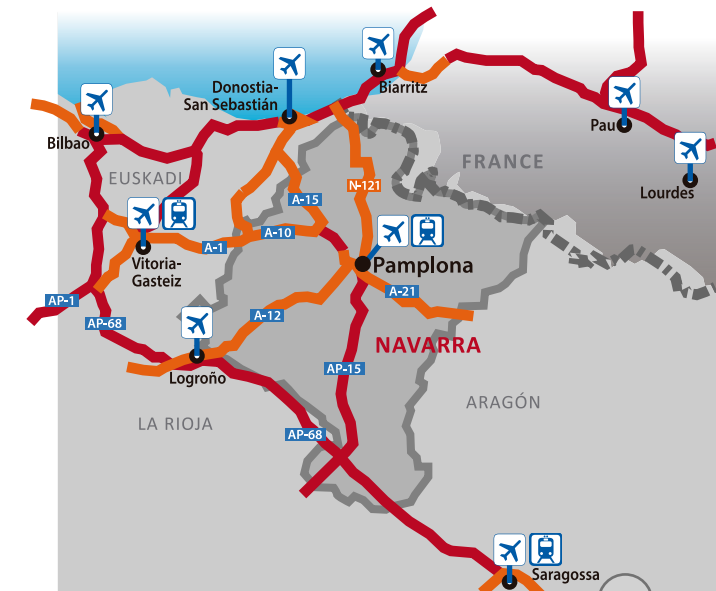 Donostia-
San Sebastián
Biarritz
Bilbao
Pau
EUSKADI
FRANCE
Lourdes
N-121
A-15
A-10
A-1
Vitoria-
Gasteiz
Pamplona
A-21
AP-1
AP-68
A-12
NAVARRA
Logroño
AP-15
ARAGÓN
LA RIOJA
AP-68
Saragossa